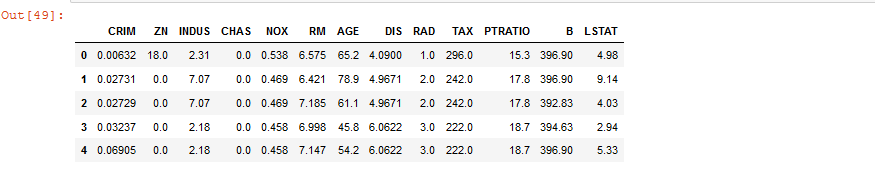 Out[49]:
CRIM ZN INDUS CHAS NOX RM AGE DIS RAD TAX PTRATIO B LSTAT
0 0.00632 18.0 2.31 0.0 0.538 6.575 65.2 4.0900 1.0 296.0 15.3 396.90 4.98
1 0.02731 0.0 7.07 0.0 0.469 6.421 78.9 4.9671 2.0 242.0 17.8 396.90 9.14
2 0.02729 0.0 7.07 0.0 0.469 7.185 61.1 4.9671 2.0 242.0 17.8 392.83 4.03
3 0.03237 0.0 2.18 0.0 0.458 6.998 45.8 6.0622 3.0 222.0 18.7 394.63 2.94
4 0.06905 0.0 2.18 0.0 0.458 7.147 54.2 6.0622 3.0 222.0 18.7 396.90 5.33